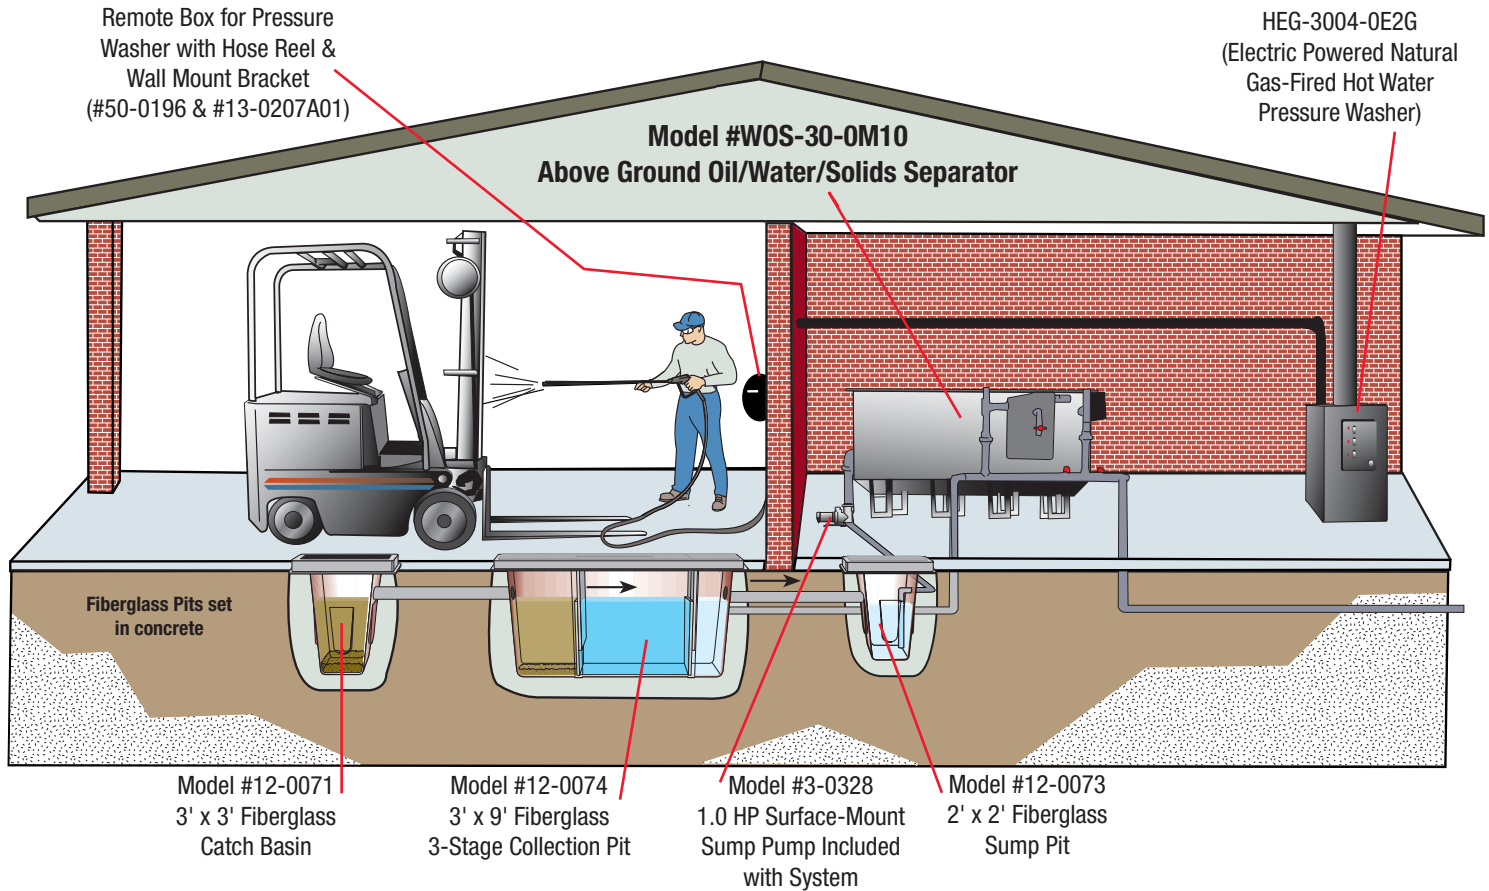 Remote Box for Pressure
Washer with Hose Reel &
Wall Mount Bracket
(#50-0196 & #13-0207A01)
HEG-3004-0E2G
(Electric Powered Natural
Gas-Fired Hot Water
Pressure Washer)
Model #WOS-30-0M10
Above Ground Oil/Water/Solids Separator
Fiberglass Pits set
in concrete
Model #12-0071
3' x 3' Fiberglass
Catch Basin
Model #12-0074
3' x 9' Fiberglass
3-Stage Collection Pit
Model #3-0328
1.0 HP Surface-Mount
Sump Pump Included
with System
Model #12-0073
2' x 2' Fiberglass
Sump Pit